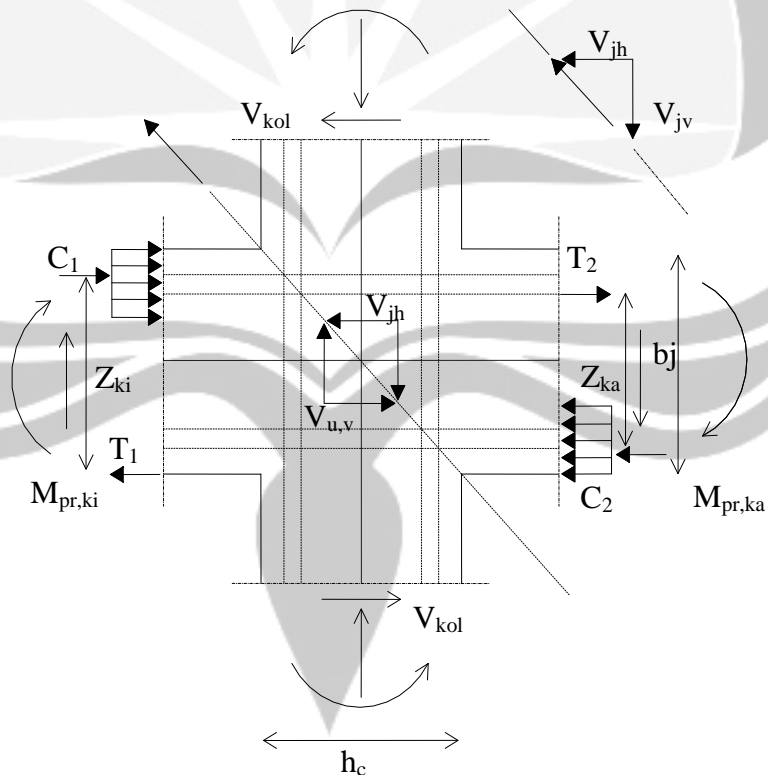 V_jh
V_kol
V_jv
C_1
T_2
V_jh
Z_ki
Z_ka
bj
V_u,v
T_1
M_pr,ki
C_2
M_pr,ka
V_kol
h_c